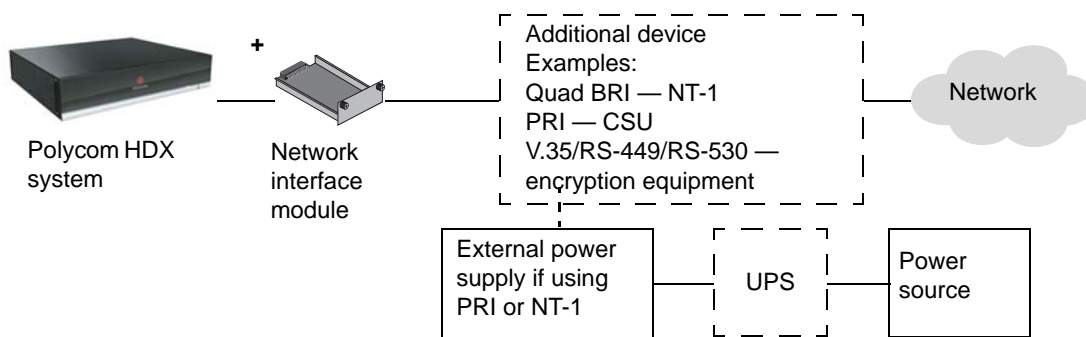 +
Polycom HDX
system
Network
interface
module
Additional device
Examples:
Quad BRI — NT-1
PRI — CSU
V.35/RS-449/RS-530 —
encryption equipment
Network
External power
supply if using
PRI or NT-1
UPS
Power
source